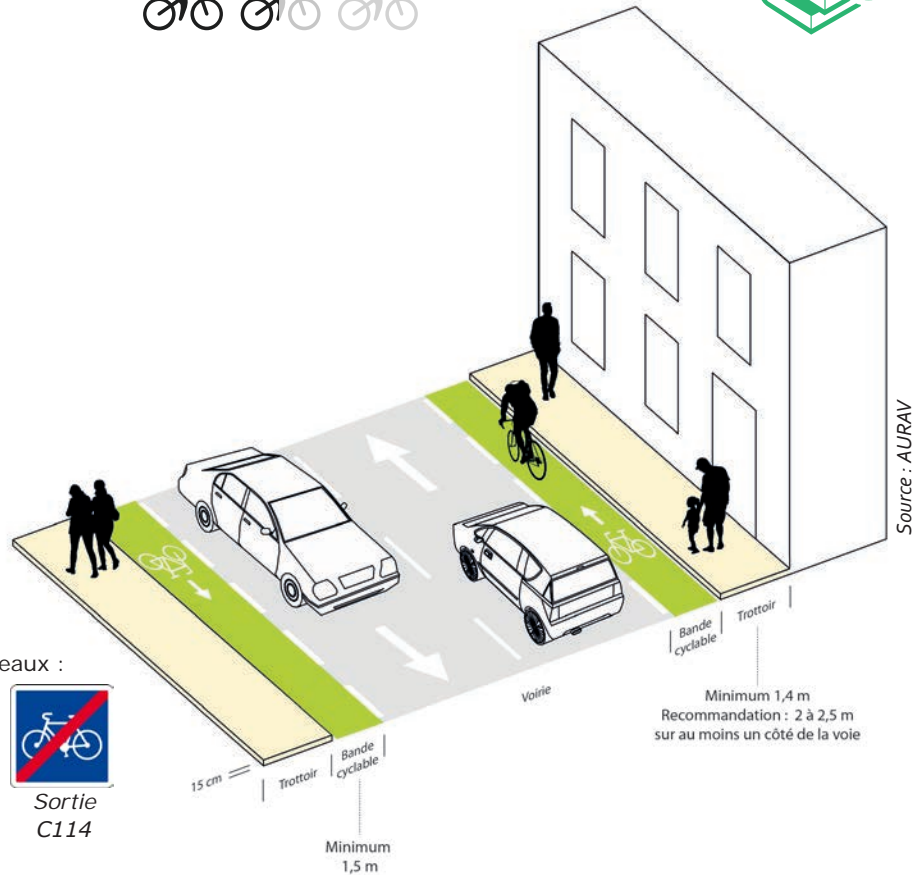 Source : AURAV
eaux :
Sortie
C114
15 cm
Trottoir
Bande
cyclable
Minimum
1,5 m
Voirie
Bande
cyclable
Trottoir
Minimum 1,4 m
Recommandation : 2 à 2,5 m
sur au moins un côté de la voie